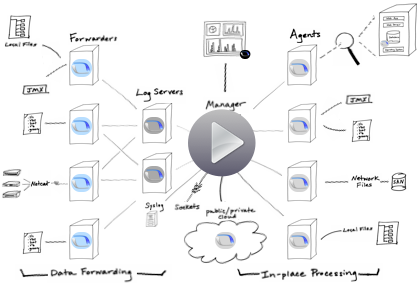 Forwarders
Agents
Local Files
JMX
Log Servers
Manager
JMX
Netcat
Network
Files
SAN
Syslog
Sockets
public/private
cloud
Local Files
Data Forwarding
In-place Processing